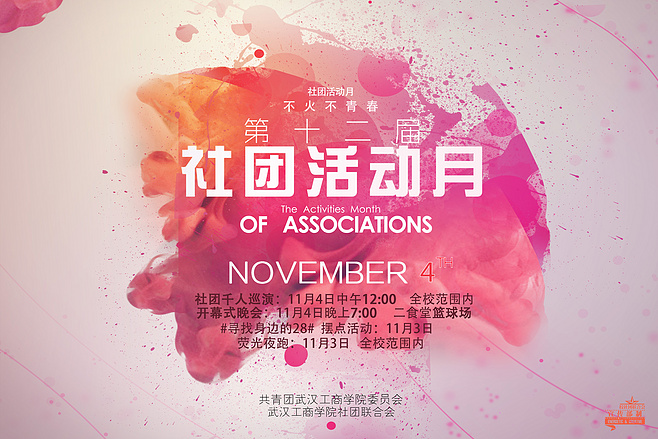 社团活动月
不火不青春
第十二届
社团活动月
The Activities Month
OF ASSOCIATIONS
NOVEMBER 4TH
社团千人巡演：11月4日中午12:00 全校范围内
开幕式晚会：11月4日晚上7:00 二食堂篮球场
#寻找身边的28# 摆点活动：11月3日
荧光夜跑：11月3日 全校范围内
共青团武汉工商学院委员会
武汉工商学院社团联合会